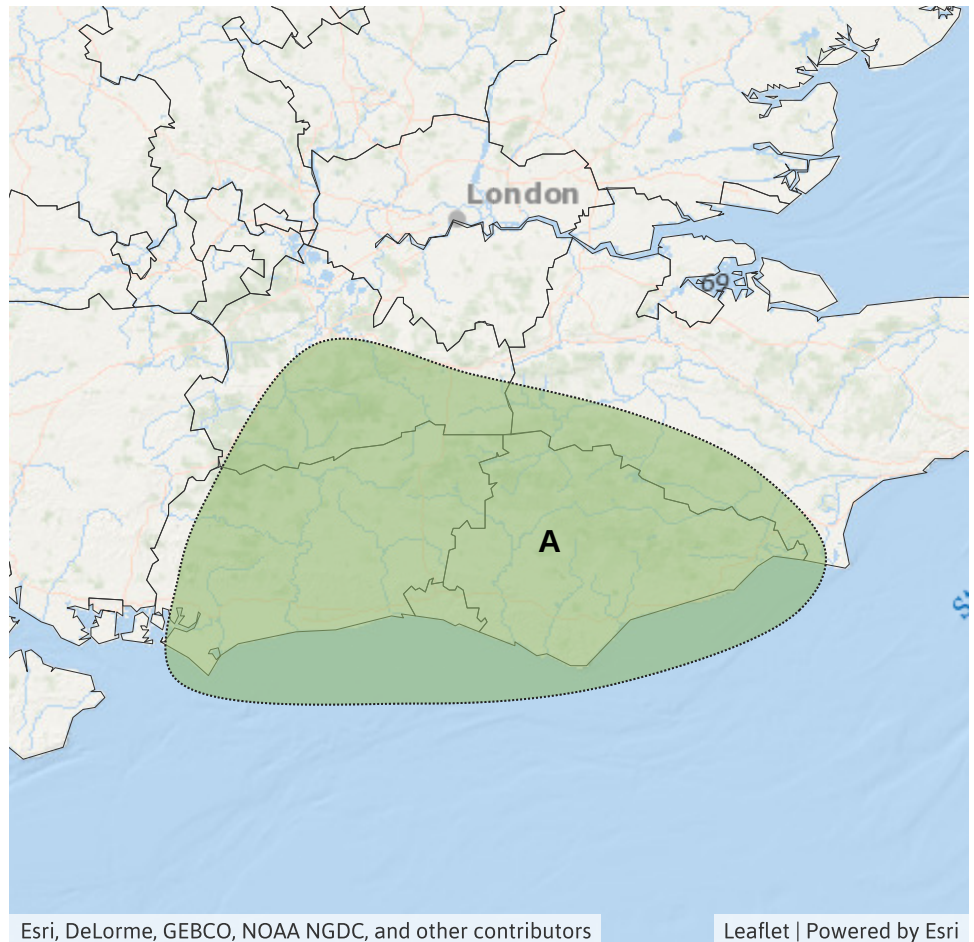 London
69
A
Esri, DeLorme, GEBCO, NOAA NGDC, and other contributors
Leaflet | Powered by Esri